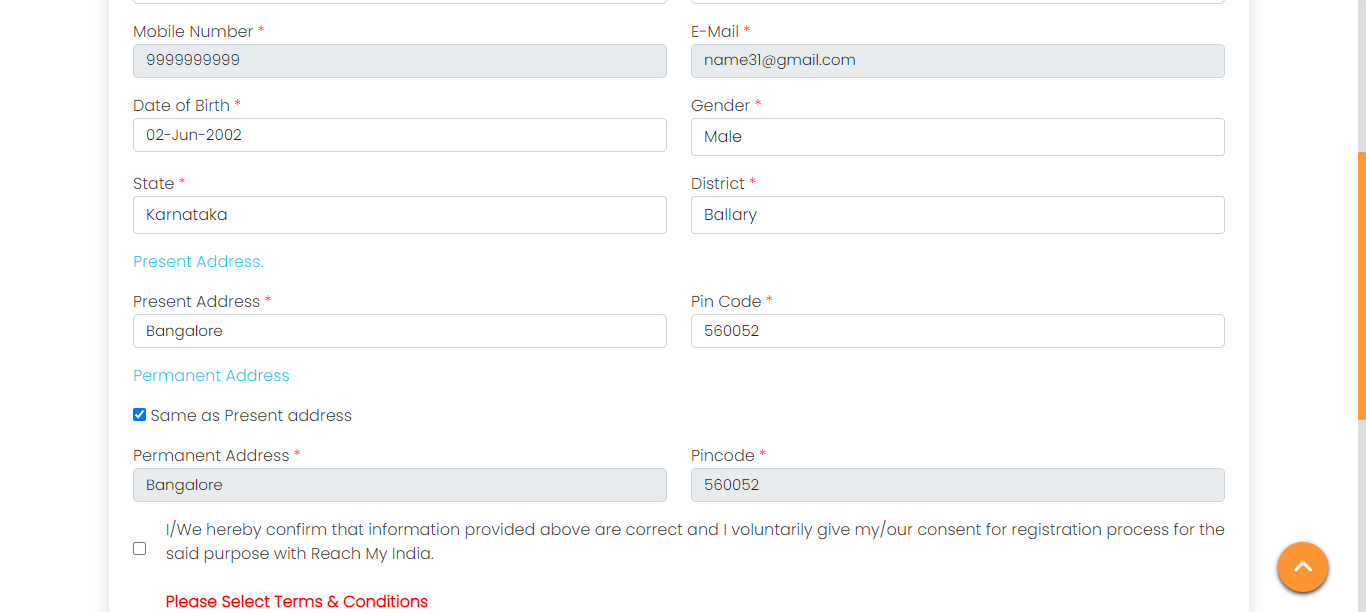 Mobile Number * E-Mail *
9999999999 name31@gmail.com
Date of Birth * Gender *
02-Jun-2002 Male
State * District *
Karnataka Ballary
Present Address.
Present Address * Pin Code *
Bangalore 560052
Permanent Address
Same as Present address
Permanent Address * Pincode *
Bangalore 560052
I/We hereby confirm that information provided above are correct and I voluntarily give my/our consent for registration process for the
said purpose with Reach My India.
Please Select Terms & Conditions